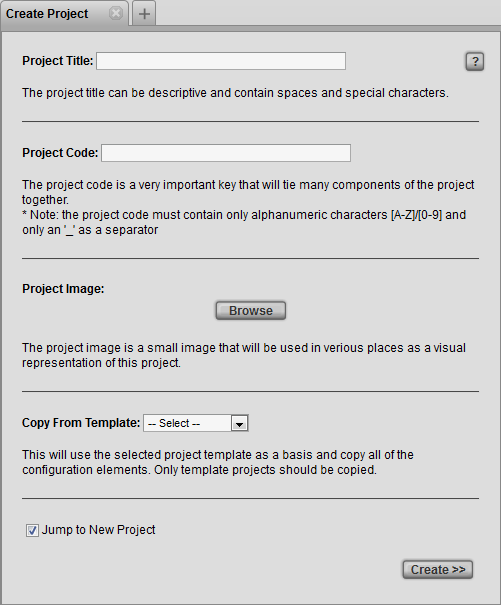 Create Project
Project Title:
?
The project title can be descriptive and contain spaces and special characters.
Project Code:
The project code is a very important key that will tie many components of the project
together.
* Note: the project code must contain only alphanumeric characters [A-Z]/[0-9] and
only an '_' as a separator
Project Image:
Browse
The project image is a small image that will be used in verious places as a visual
representation of this project.
Copy From Template: -- Select --
This will use the selected project template as a basis and copy all of the
configuration elements. Only template projects should be copied.
Jump to New Project
Create >>